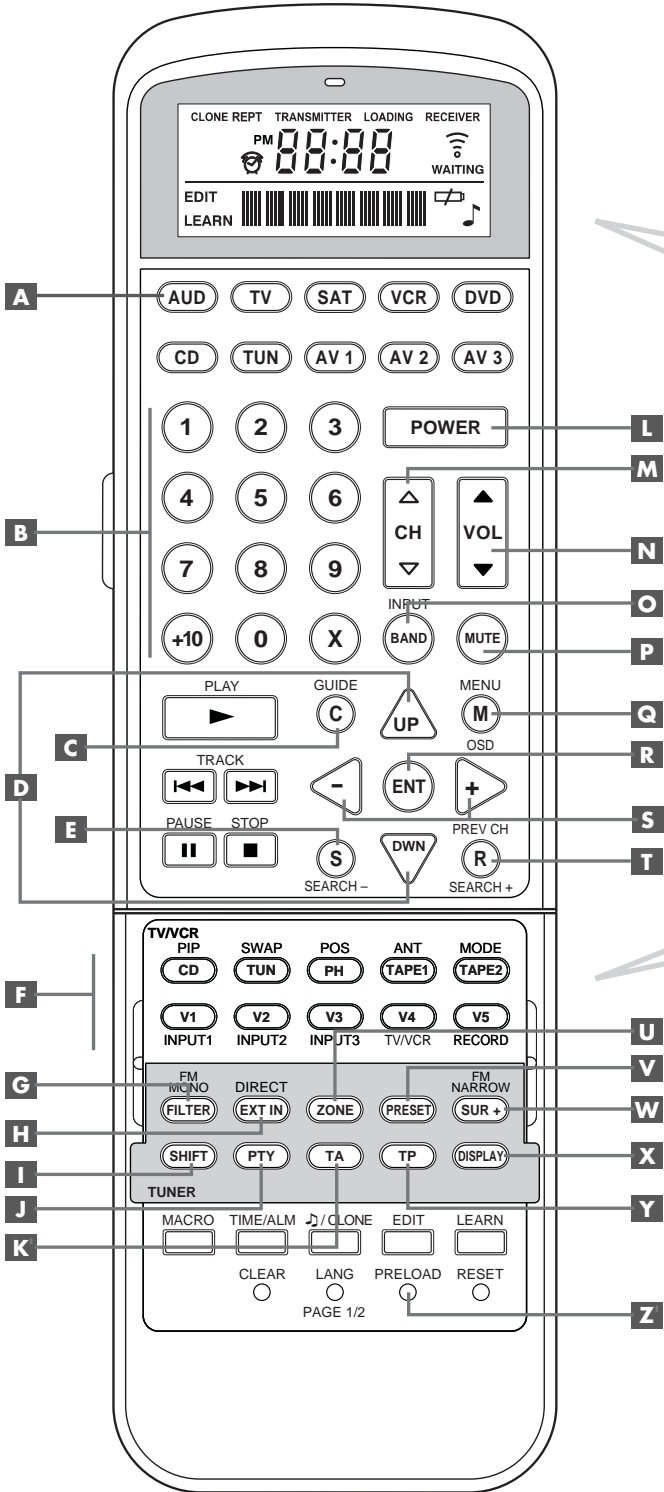 CLONE REPT TRANSMITTER LOADING RECEIVER
PM 88:88
WAITING
EDIT
LEARN
A AUD TV SAT VCR DVD
CD TUN AV 1 AV 2 AV 3
1 2 3 POWER L
M
4 5 6 CH VOL
B N
7 8 9
INPUT O
+10 0 X BAND MUTE P
PLAY GUIDE MENU
C UP M Q
C
TRACK OSD R
D - ENT + S
E PAUSE STOP PREV CH
S DWN R T
SEARCH – SEARCH +
TV/VCR
PIP SWAP POS ANT MODE
CD TUN PH TAPE1 TAPE2
F
V1 V2 V3 V4 V5 U
INPUT1 INPUT2 INPUT3 TV/VCR RECORD
V
FM MONO DIRECT FM NARROW
G FILTER EXT IN ZONE PRESET SUR + W
H
I SHIFT PTY TA TP DISPLAY X
J TUNER Y
MACRO TIME/ALM ♫/CLONE EDIT LEARN
K
CLEAR LANG PRELOAD RESET
PAGE 1/2 Z